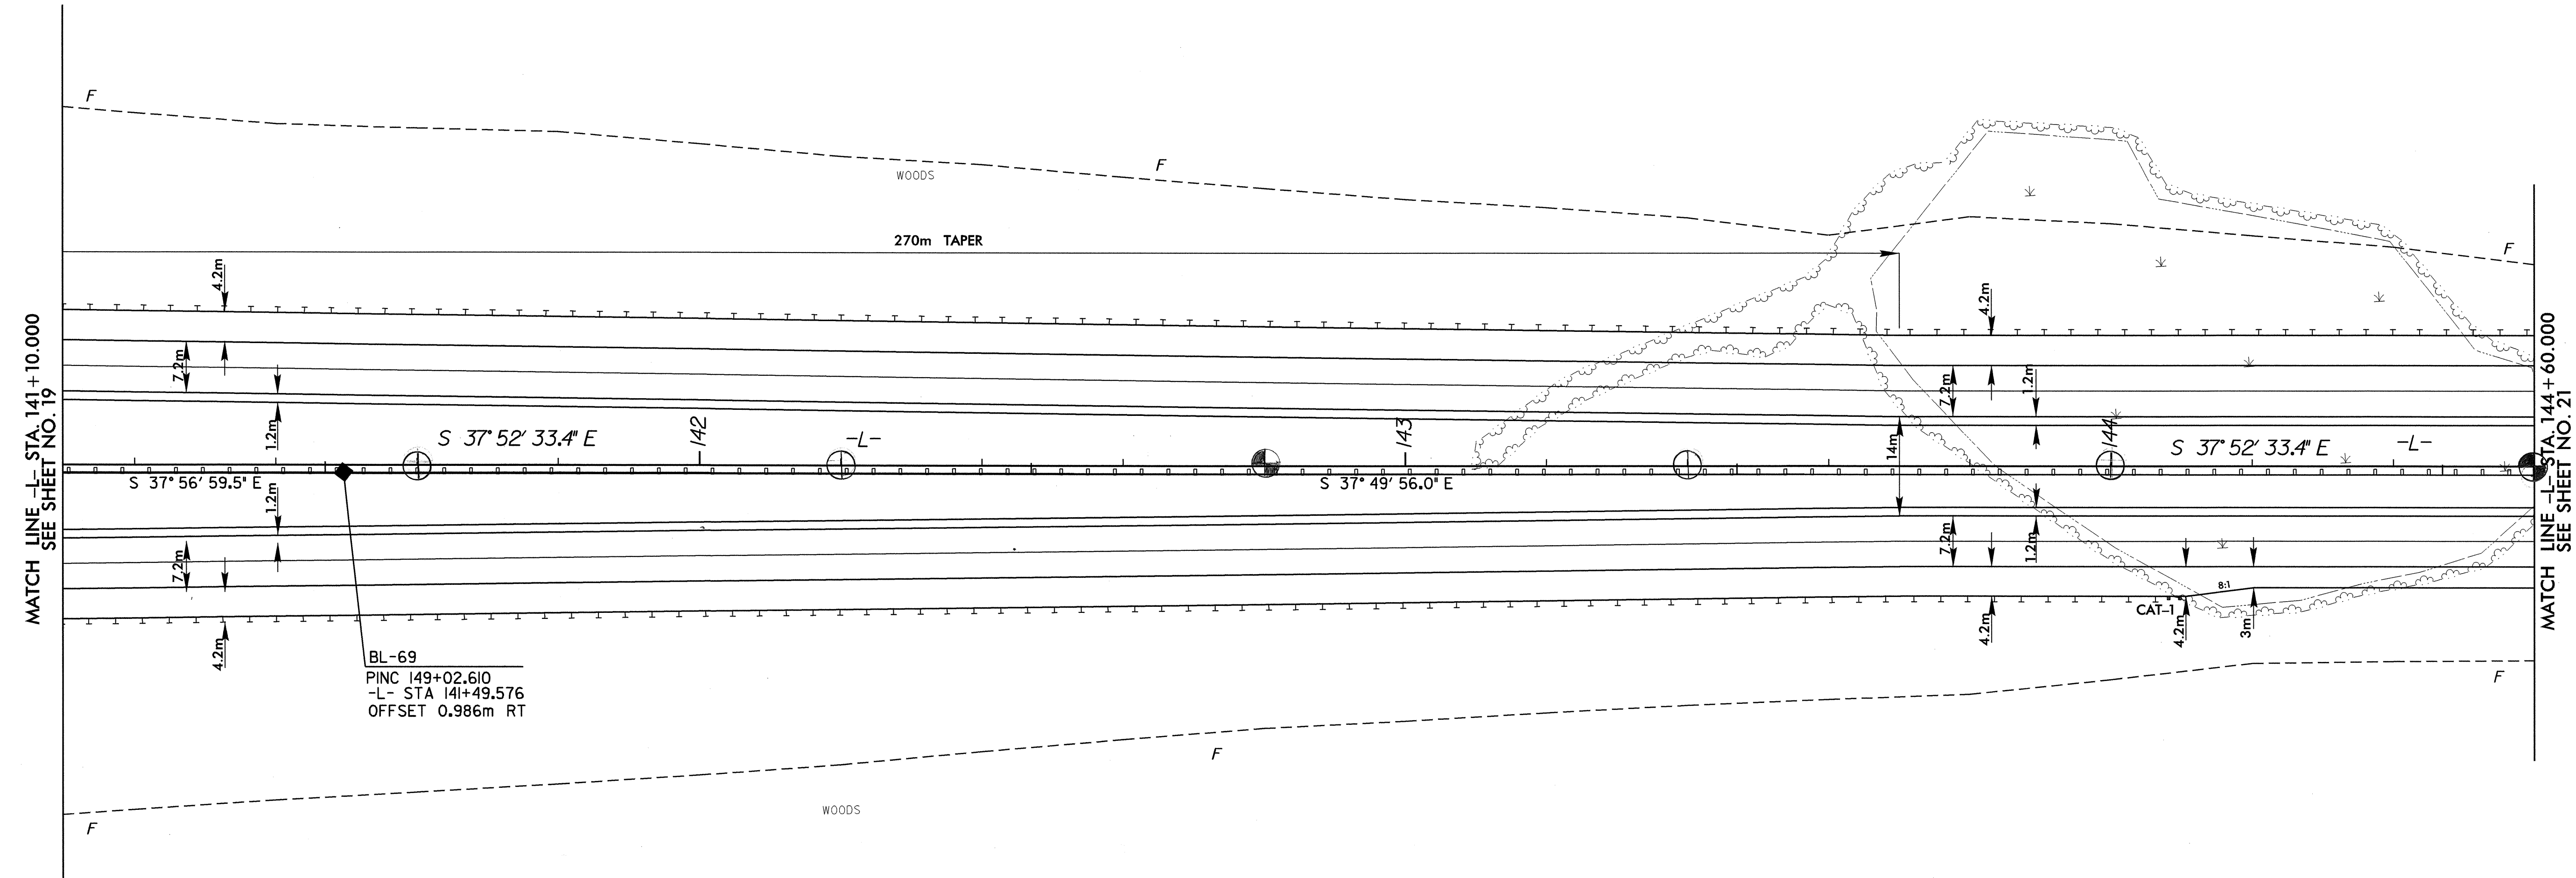 MATCH LINE -L- STA. 141+10.000
SEE SHEET NO. 19
F
F
WOODS
270m TAPER
F
4.2m
4.2m
7.2m
1.2m
7.2m
1.2m
S 37° 52' 33.4" E
142
-L-
143
14m
144
S 37° 52' 33.4" E
-L-
S 37° 56' 59.5" E
S 37° 49' 56.0" E
1.2m
7.2m
7.2m
1.2m
8:1
CAT-1
4.2m
4.2m
4.2m
3m
BL-69
PINC 149+02.610
-L- STA 141+49.576
OFFSET 0.986m RT
F
F
WOODS
F
MATCH LINE -L- STA. 144+60.000
SEE SHEET NO. 21